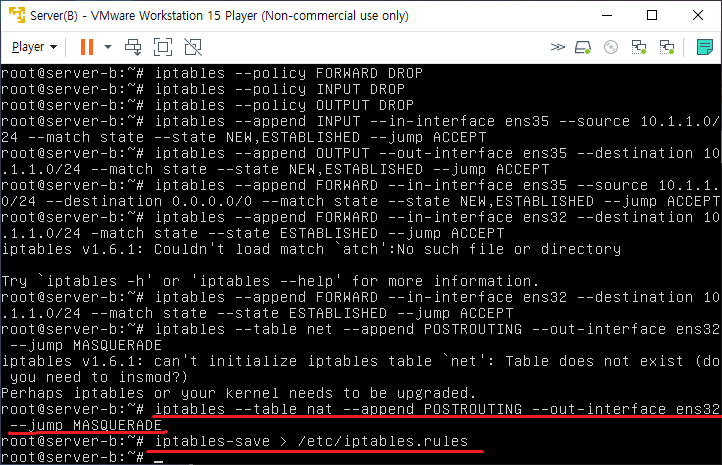 Server(B) - VMware Workstation 15 Player (Non-commercial use only)
Player
root@server-b:~# iptables --policy FORWARD DROP
root@server-b:~# iptables --policy INPUT DROP
root@server-b:~# iptables --policy OUTPUT DROP
root@server-b:~# iptables --append INPUT --in-interface ens35 --source 10.1.1.0/
24 --match state --state NEW,ESTABLISHED --jump ACCEPT
root@server-b:~# iptables --append OUTPUT --out-interface ens35 --destination 10
.1.1.0/24 --match state --state NEW,ESTABLISHED --jump ACCEPT
root@server-b:~# iptables --append FORWARD --in-interface ens35 --source 10.1.1.
0/24 --destination 0.0.0.0/0 --match state --state NEW,ESTABLISHED --jump ACCEPT
root@server-b:~# iptables --append FORWARD --in-interface ens32 --destination 10
.1.1.0/24 -match state --state ESTABLISHED --jump ACCEPT
iptables v1.6.1: Couldn't load match `atch':No such file or directory

Try `iptables -h' or 'iptables --help' for more information.
root@server-b:~# iptables --append FORWARD --in-interface ens32 --destination 10
.1.1.0/24 --match state --state ESTABLISHED --jump ACCEPT
root@server-b:~# iptables --table net --append POSTROUTING --out-interface ens32
--jump MASQUERADE
iptables v1.6.1: can't initialize iptables table `net': Table does not exist (do
you need to insmod?)
Perhaps iptables or your kernel needs to be upgraded.
root@server-b:~# iptables --table nat --append POSTROUTING --out-interface ens32
--jump MASQUERADE
root@server-b:~# iptables-save > /etc/iptables.rules
root@server-b:~# _